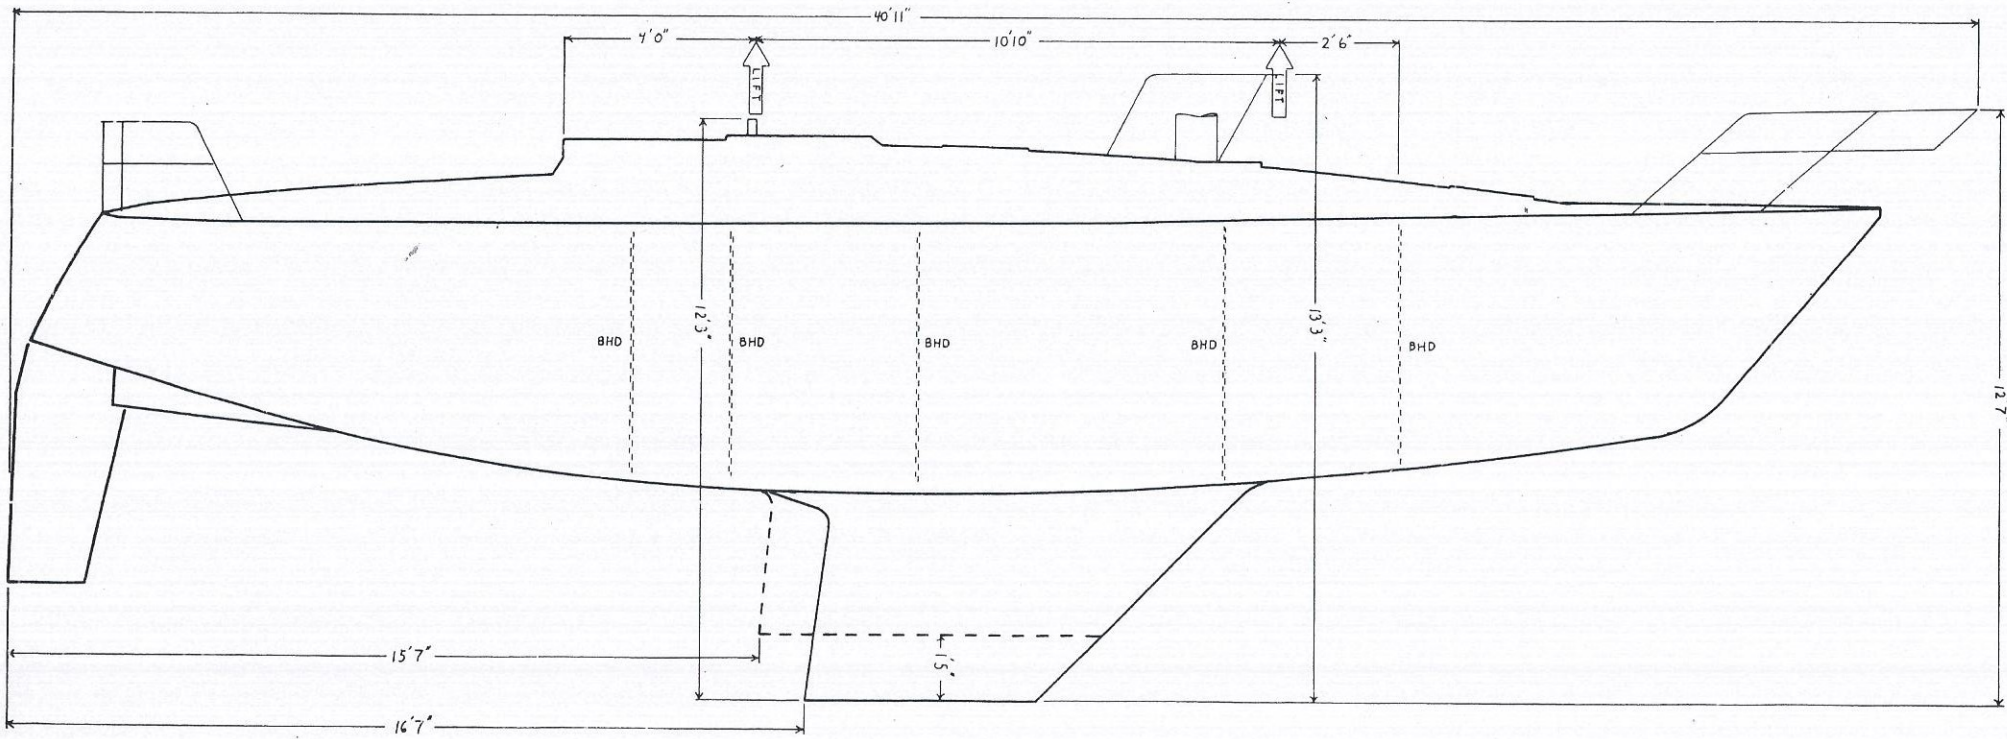 40'11"
4'0"
10'10"
2'6"
LIFT
LIFT
12'3"
13'3"
BHD
BHD
BHD
BHD
BHD
12'7"
15'7"
1'5"
16'7"